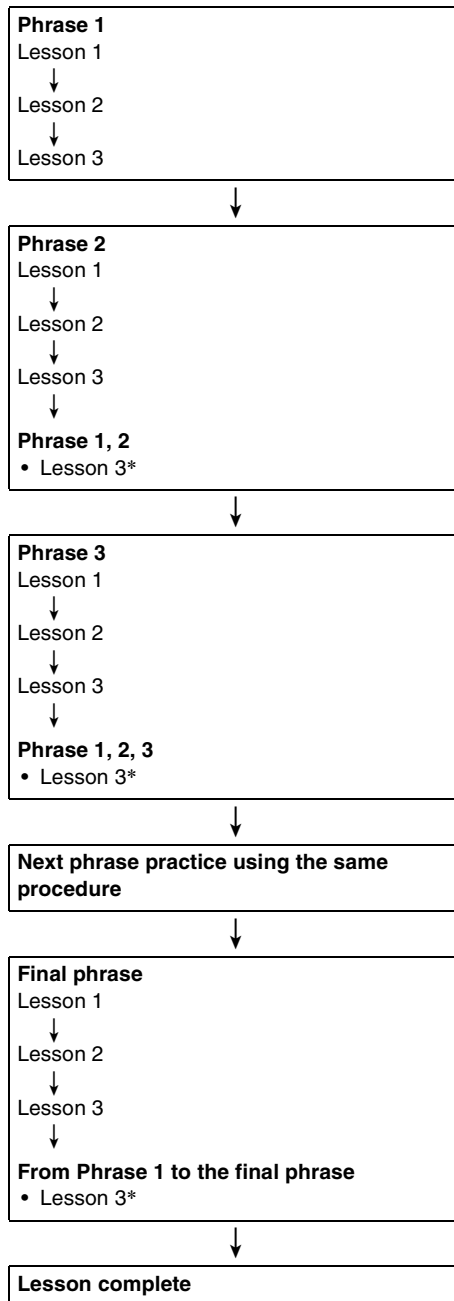 Phrase 1
Lesson 1
Lesson 2
Lesson 3
Phrase 2
Lesson 1
Lesson 2
Lesson 3
Phrase 1, 2
• Lesson 3*
Phrase 3
Lesson 1
Lesson 2
Lesson 3
Phrase 1, 2, 3
• Lesson 3*
Next phrase practice using the same
procedure
Final phrase
Lesson 1
Lesson 2
Lesson 3
From Phrase 1 to the final phrase
• Lesson 3*
Lesson complete